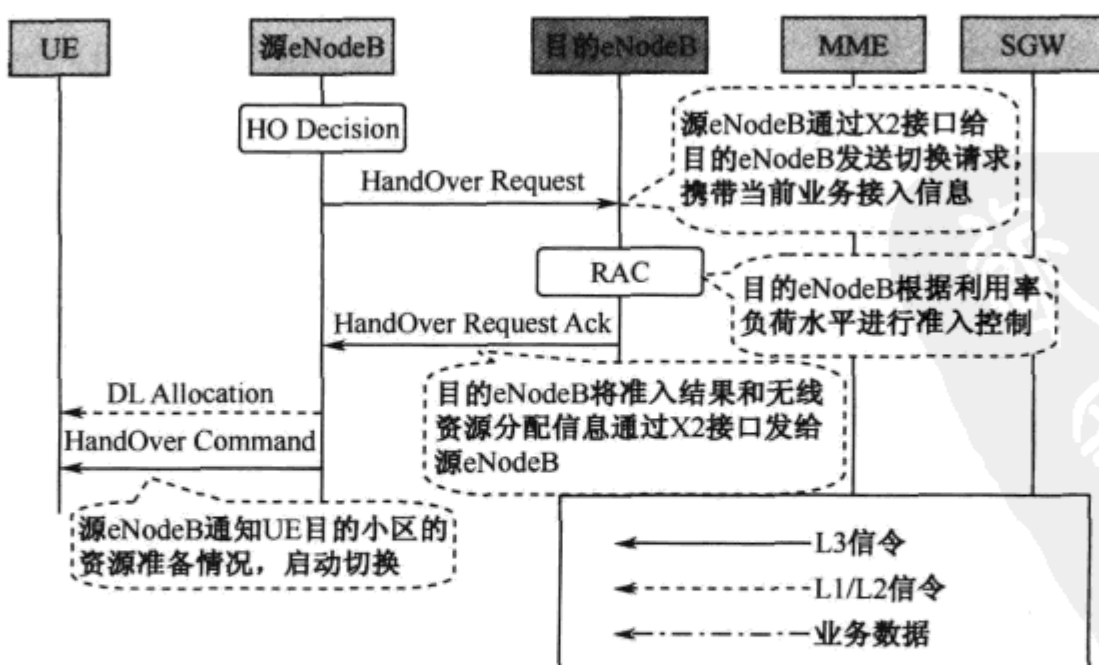 UE
源eNodeB
目的eNodeB
MME
SGW
HO Decision
源eNodeB通过X2接口给
目的eNodeB发送切换请求,
携带当前业务接入信息
HandOver Request
RAC
目的eNodeB根据利用率、
负荷水平进行准入控制
HandOver Request Ack
目的eNodeB将准入结果和无线
资源分配信息通过X2接口发给
源eNodeB
DL Allocation
HandOver Command
源eNodeB通知UE目的小区的
资源准备情况，启动切换
L3信令
L1/L2信令
业务数据